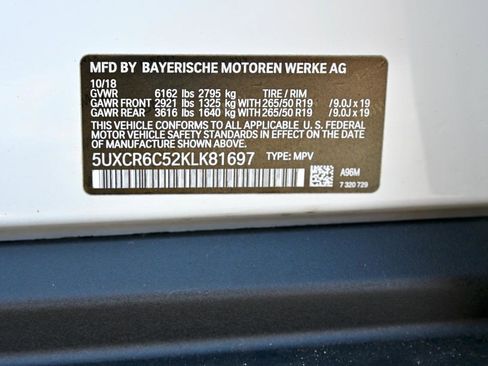 MFD BY BAYERISCHE MOTOREN WERKE AG
10/18
GVWR 6162 lbs 2795 kg TIRE / RIM
GAWR FRONT 2921 lbs 1325 kg WITH 265/50 R19 /9.0J x 19
GAWR REAR 3616 lbs 1640 kg WITH 265/50 R19 /9.0J x 19
THIS VEHICLE CONFORMS TO ALL APPLICABLE U.S. FEDERAL
MOTOR VEHICLE SAFETY STANDARDS IN EFFECT ON THE
DATE OF MANUFACTURE SHOWN ABOVE.
5UXCR6C52KLK81697 TYPE: MPV
A96M
7 320 729